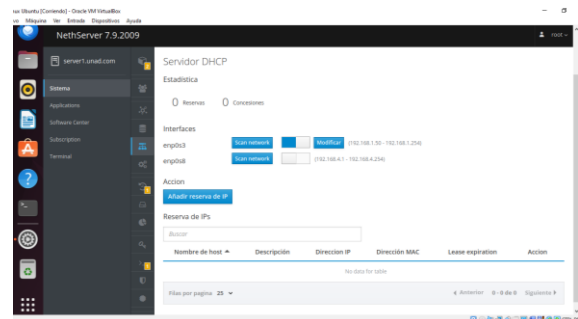 nux Ubuntu [Corriendo] - Oracle VM VirtualBox
vo Máquina Ver Entrada Dispositivos Ayuda
NethServer 7.9.2009
root
server1.unad.com
Sistema
Applications
Software Center
Subscription
Terminal
Servidor DHCP
Estadística
0 Reservas 0 Concesiones
Interfaces
enp0s3 Scan network Modificar (192.168.1.50 - 192.168.1.254)
enp0s8 Scan network (192.168.4.1 - 192.168.4.254)
Accion
Añadir reserva de IP
Reserva de IPs
Buscar
Nombre de host Descripción Direccion IP Dirección MAC Lease expiration Accion
No data for table
Filas por pagina 25 Anterior 0 - 0 de 0 Siguiente